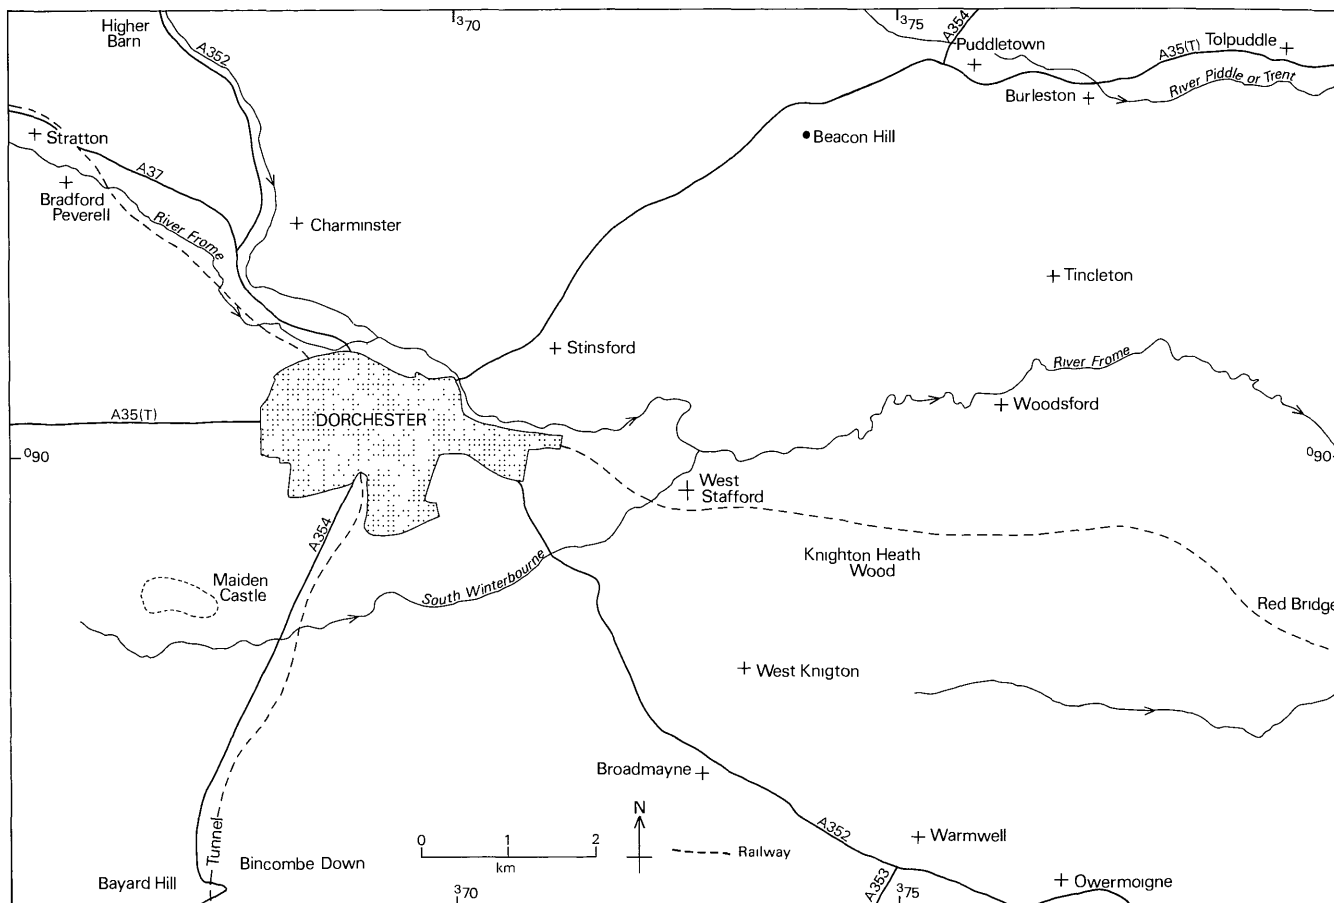 Higher
Barn
A352
³70
³75
A354
Puddletown
A35(T)
Tolpuddle
River Piddle or Trent
Burleston
Stratton
A37
Beacon Hill
Bradford
Peverell
River Frome
Charminster
Tincleton
Stinsford
River Frome
A35(T)
DORCHESTER
Woodsford
⁰90
⁰90
West
Stafford
A354
Knighton Heath
Wood
Maiden
Castle
South Winterbourne
Red Bridge
West Knigton
Broadmayne
N
A352
Warmwell
0 1 2
km
Railway
Tunnel
Bincombe Down
Bayard Hill
³70
A353
³75
Owermoigne